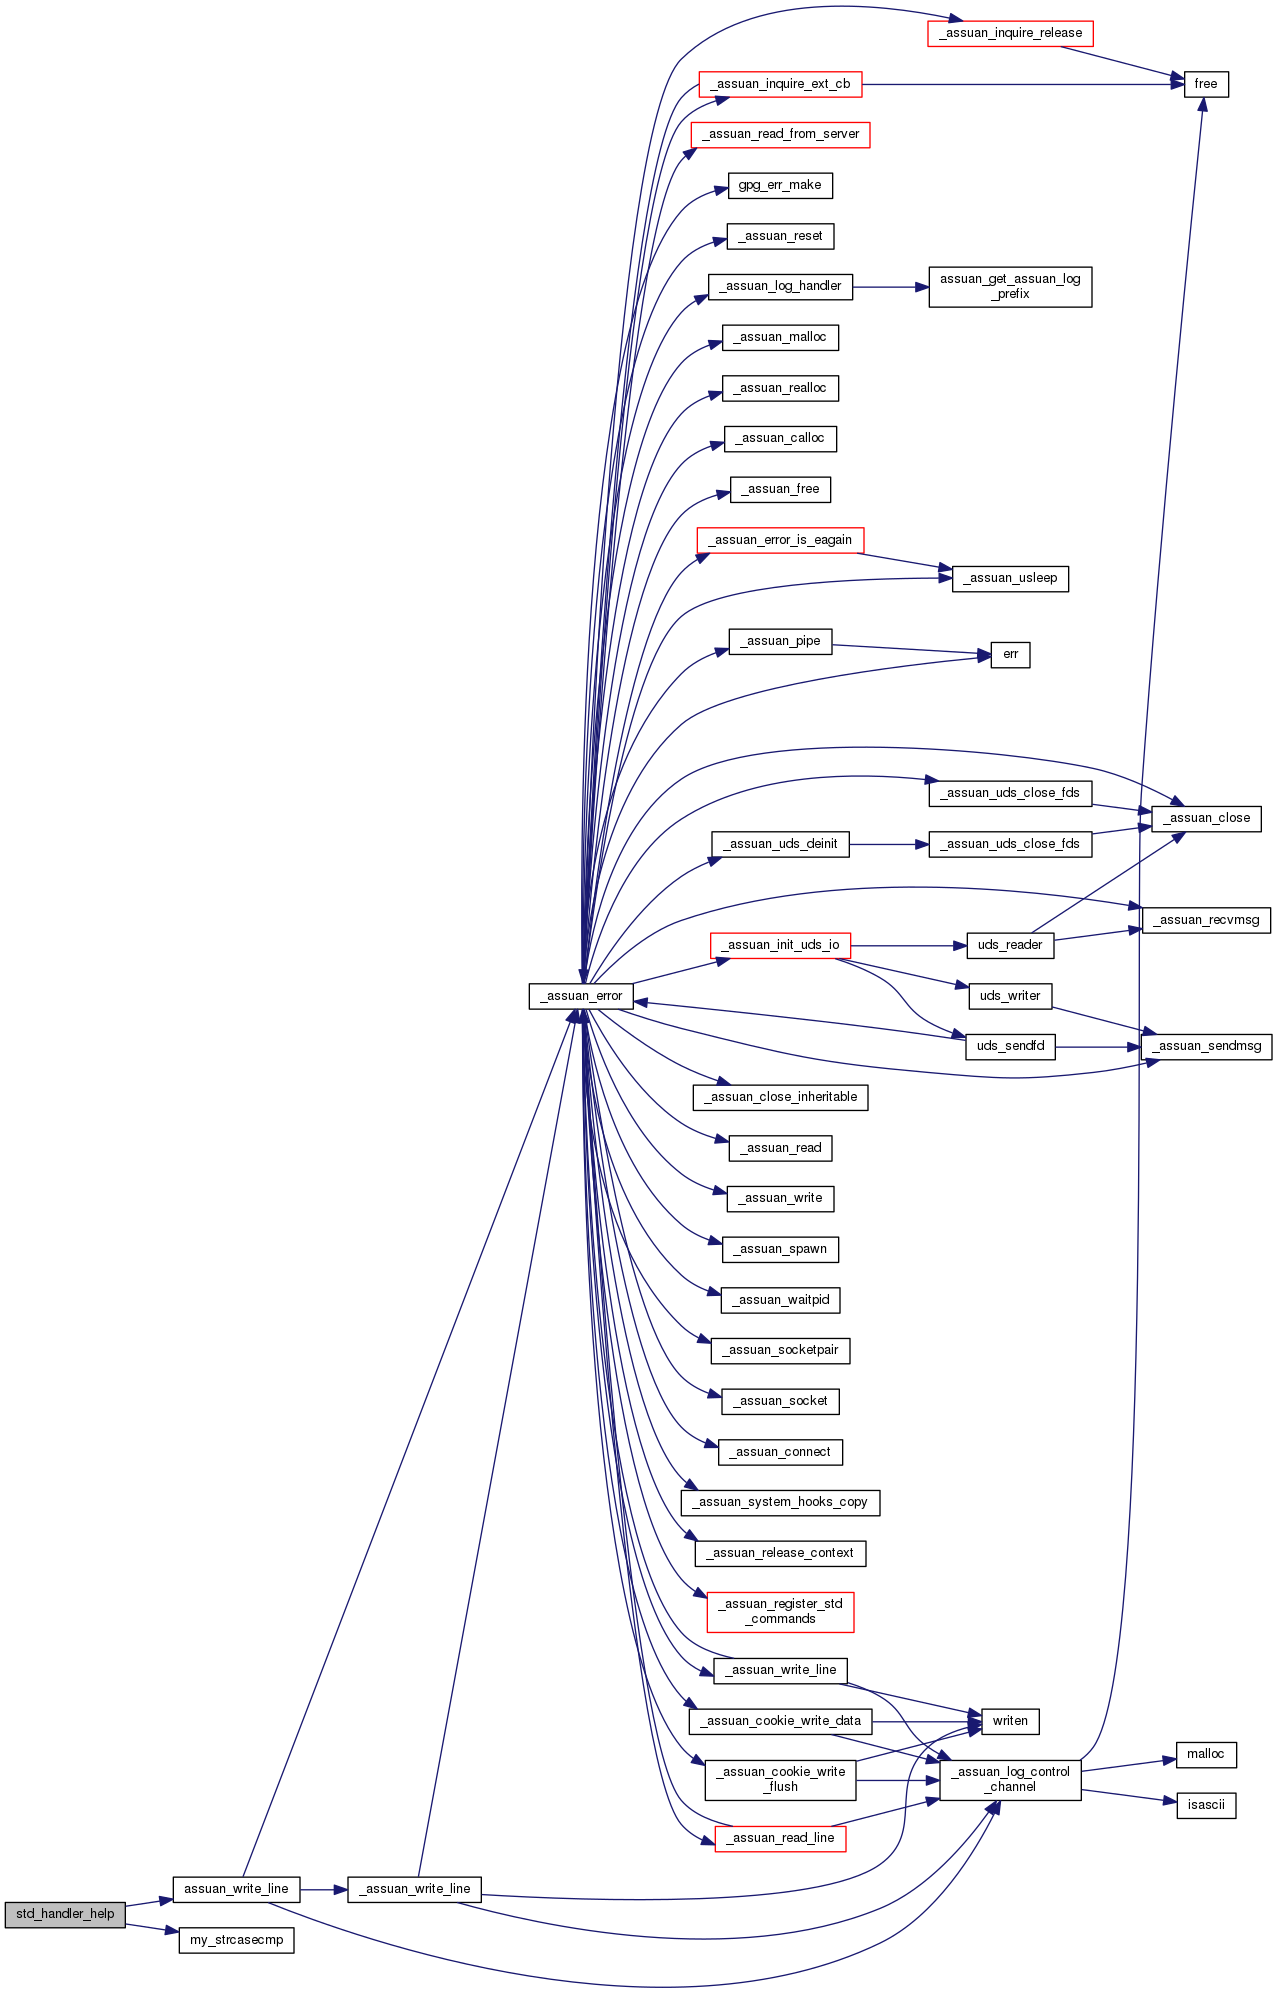 _assuan_inquire_release
_assuan_inquire_ext_cb
free
_assuan_read_from_server
gpg_err_make
_assuan_reset
_assuan_log_handler
assuan_get_assuan_log
_prefix
_assuan_malloc
_assuan_realloc
_assuan_calloc
_assuan_free
_assuan_error_is_eagain
_assuan_usleep
_assuan_pipe
err
_assuan_uds_close_fds
_assuan_close
_assuan_uds_deinit
_assuan_uds_close_fds
_assuan_recvmsg
_assuan_init_uds_io
uds_reader
_assuan_error
uds_writer
uds_sendfd
_assuan_sendmsg
_assuan_close_inheritable
_assuan_read
_assuan_write
_assuan_spawn
_assuan_waitpid
_assuan_socketpair
_assuan_socket
_assuan_connect
_assuan_system_hooks_copy
_assuan_release_context
_assuan_register_std
_commands
_assuan_write_line
_assuan_cookie_write_data
writen
_assuan_cookie_write
_flush
_assuan_log_control
_channel
malloc
isascii
_assuan_read_line
assuan_write_line
_assuan_write_line
std_handler_help
my_strcasecmp